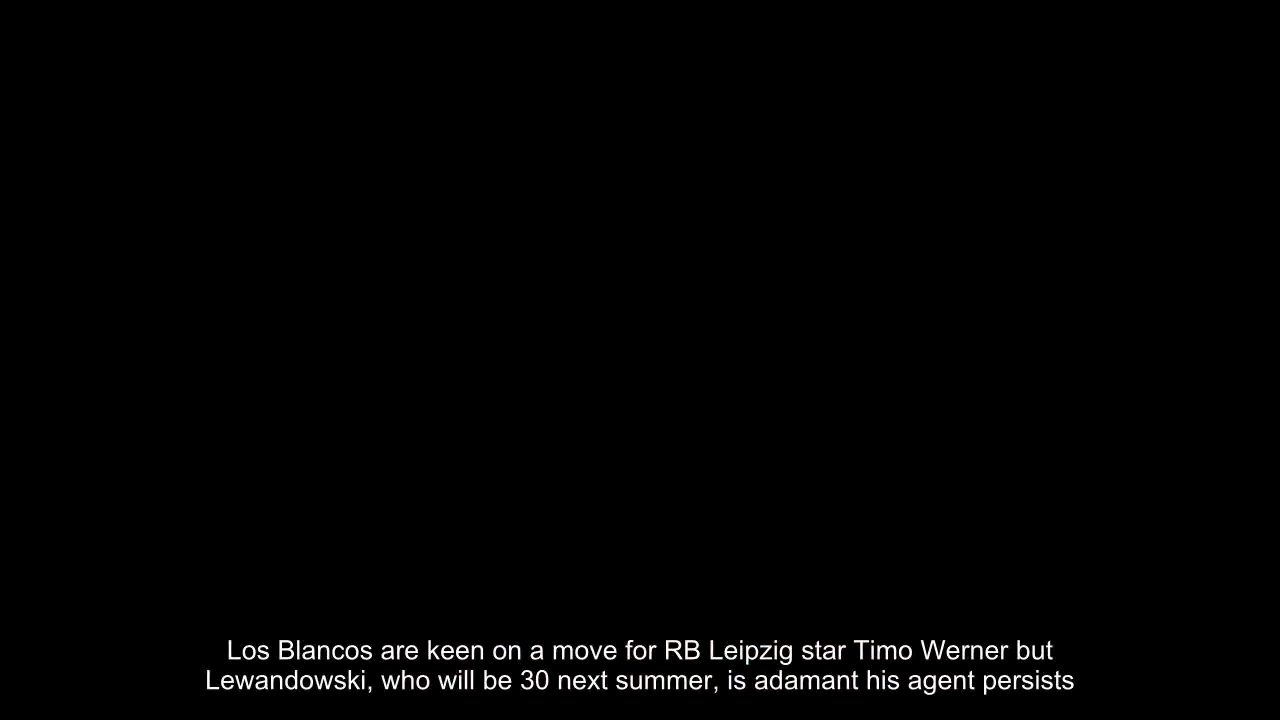 Los Blancos are keen on a move for RB Leipzig star Timo Werner but
Lewandowski, who will be 30 next summer, is adamant his agent persists